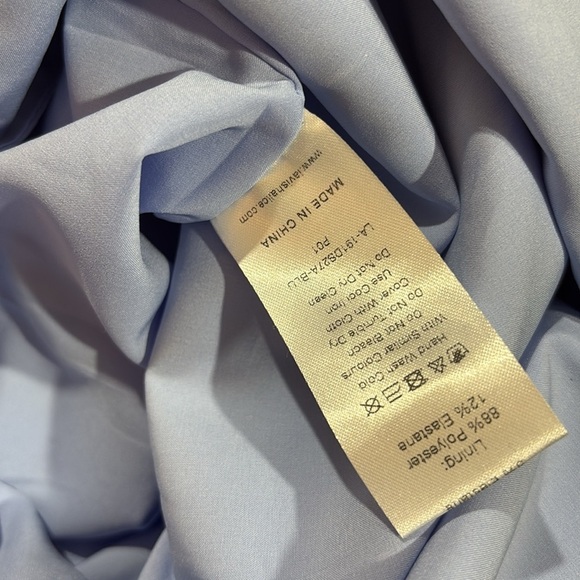 Lining:
88% Polyester
12% Elastane
Hand Wash Cold
With Similar Colours
Do Not Bleach
Do Not Tumble Dry
Cover With Cloth
Use Cool Iron
Do Not Dry Clean
P01
LA-191DS27A-BLU
MADE IN CHINA
www.lavishalice.com